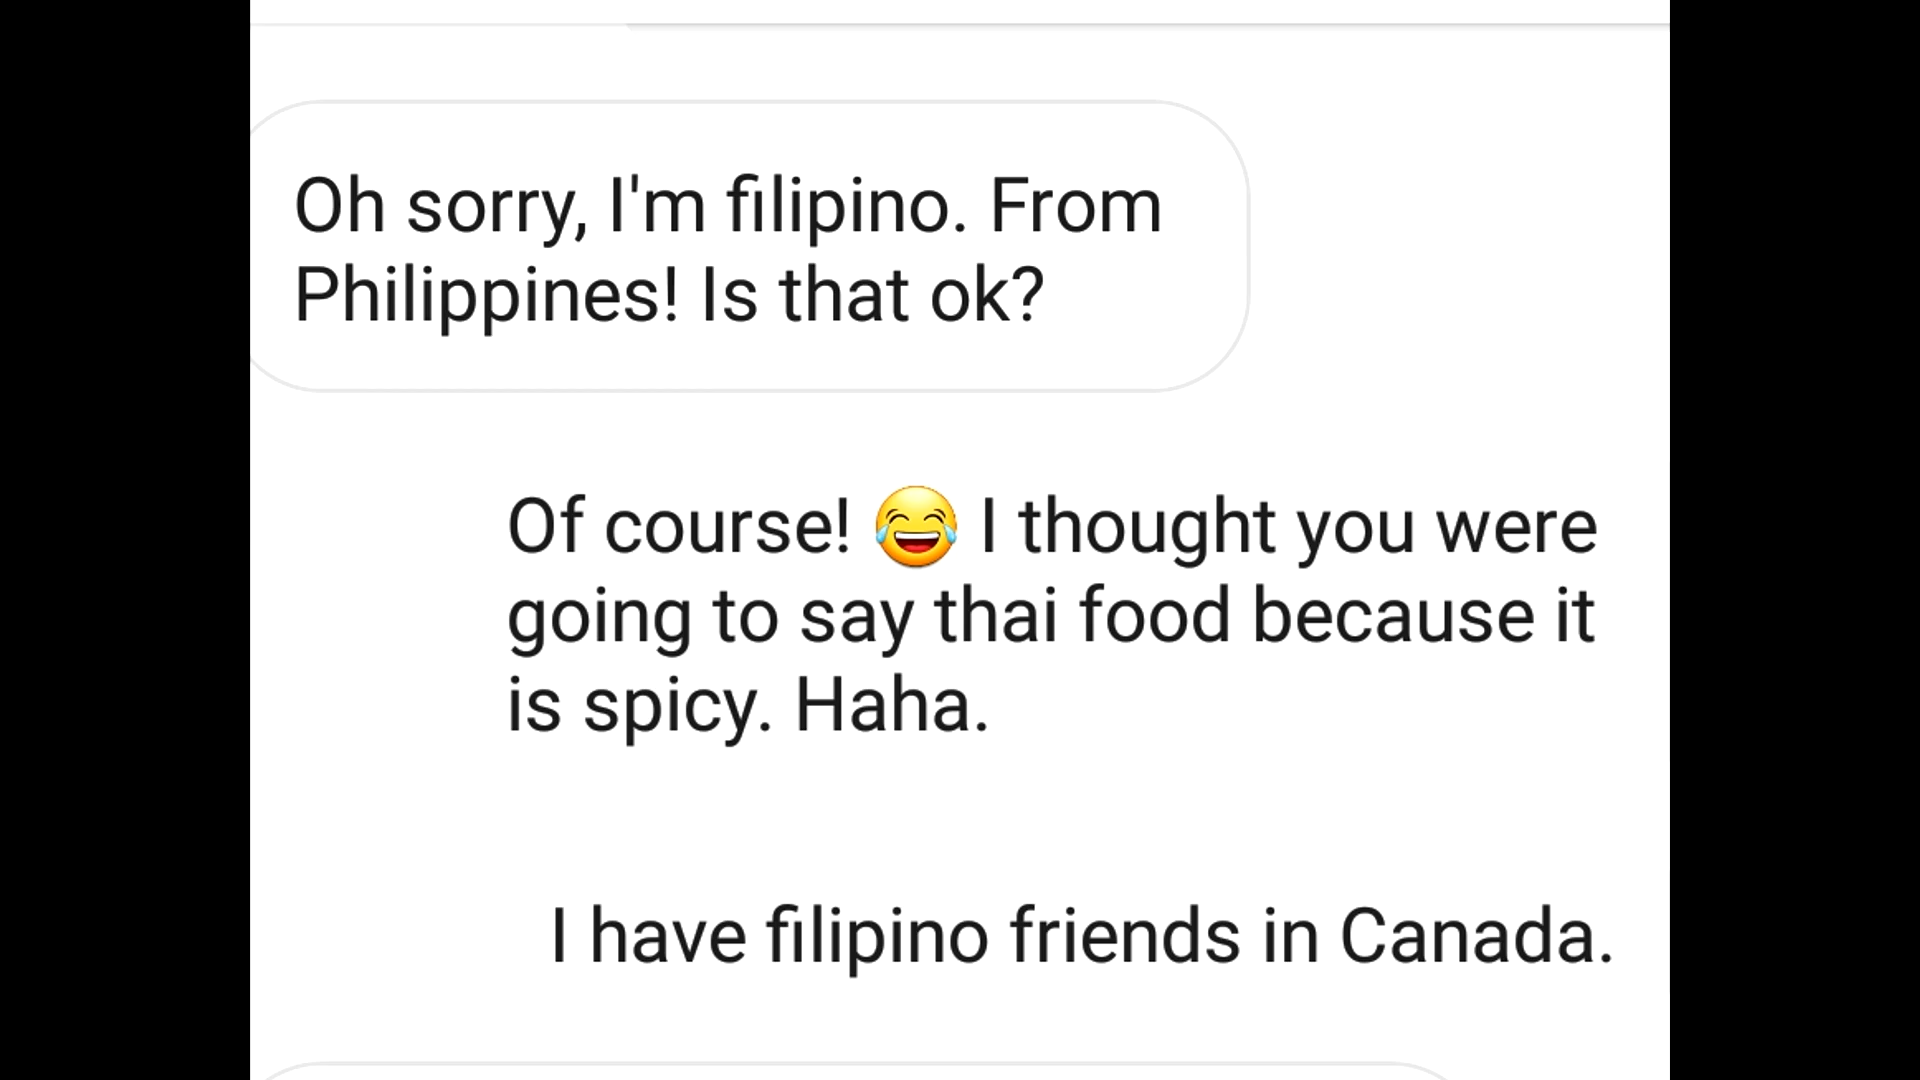 Oh sorry, I'm filipino. From
Philippines! Is that ok?
Of course! 😂 I thought you were
going to say thai food because it
is spicy. Haha.
I have filipino friends in Canada.